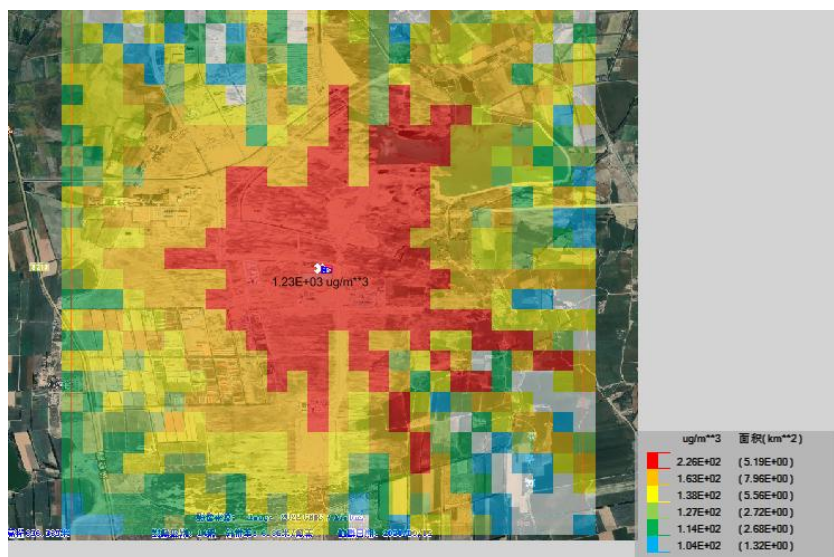 1.23E+03 ug/m**3
ug/m**3 面积(km**2)
2.26E+02 (5.19E+00)
1.63E+02 (7.96E+00)
1.38E+02 (5.56E+00)
1.27E+02 (2.72E+00)
1.14E+02 (2.68E+00)
1.04E+02 (1.32E+00)